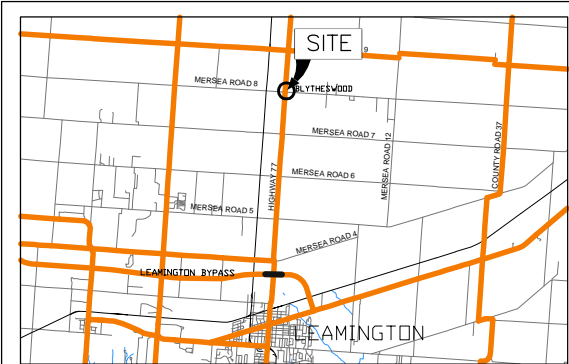 SITE
9
MERSEA ROAD 8
BLYTHESWOOD
MERSEA ROAD 7
MERSEA ROAD 12
COUNTY ROAD 37
MERSEA ROAD 6
HIGHWAY 77
MERSEA ROAD 5
MERSEA ROAD 4
LEAMINGTON BYPASS
LEAMINGTON